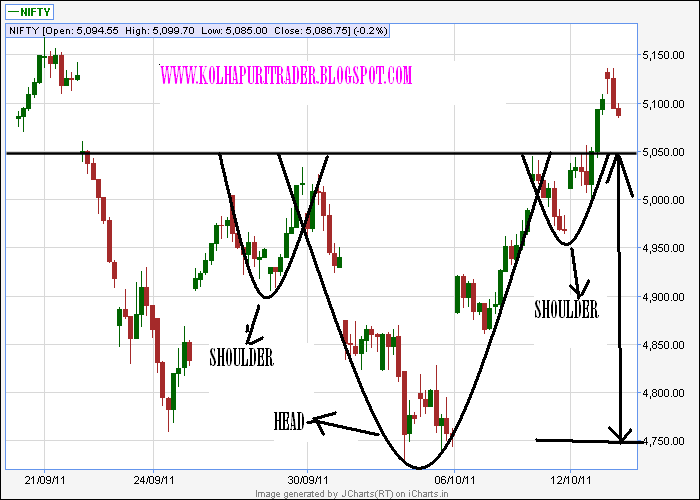 NIFTY
NIFTY [Open: 5,094.55 High: 5,099.70 Low: 5,085.00 Close: 5,086.75] (-0.2%)
WWW.KOLHAPURITRADER.BLOGSPOT.COM
5,150.00
5,100.00
5,050.00
5,000.00
4,950.00
4,900.00
SHOULDER
4,850.00
SHOULDER
4,800.00
HEAD
4,750.00
21/09/11 24/09/11 30/09/11 06/10/11 12/10/11
Image generated by JCharts(RT) on iCharts.in